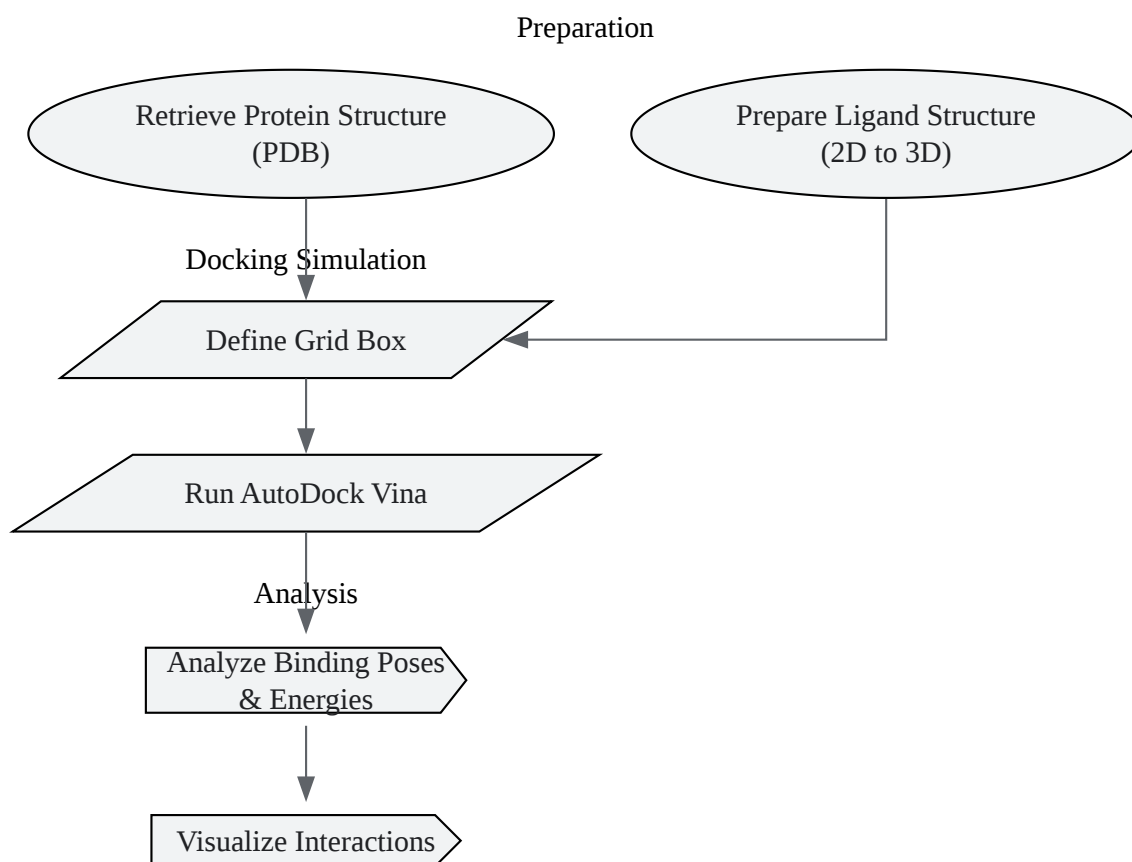 Preparation
Retrieve Protein Structure
(PDB)
Prepare Ligand Structure
(2D to 3D)
Docking Simulation
Define Grid Box
Run AutoDock Vina
Analysis
Analyze Binding Poses
& Energies
Visualize Interactions